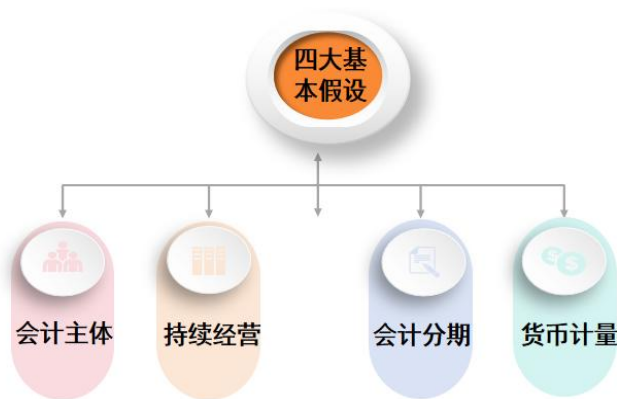 四大基
本假设
会计主体
持续经营
会计分期
货币计量